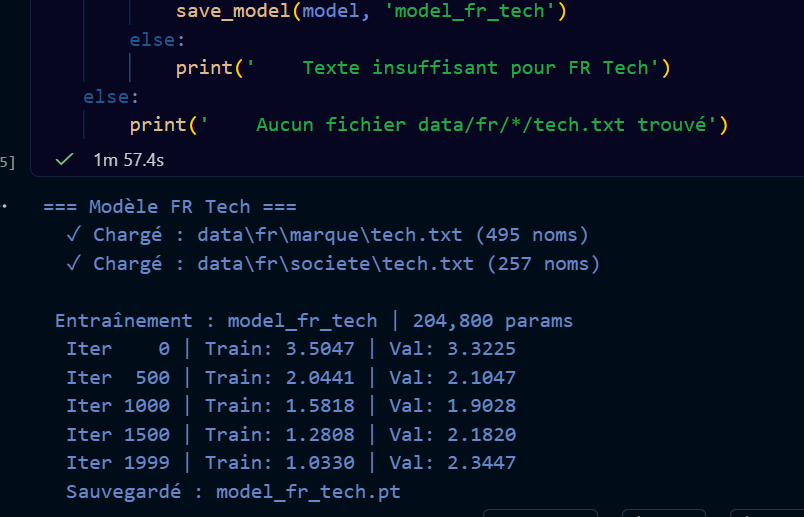 save_model(model, 'model_fr_tech')
else:
print('    Texte insuffisant pour FR Tech')
else:
print('    Aucun fichier data/fr/*/tech.txt trouvé')
5]
✓ 1m 57.4s
=== Modèle FR Tech ===
✓ Chargé : data\fr\marque\tech.txt (495 noms)
✓ Chargé : data\fr\societe\tech.txt (257 noms)
Entraînement : model_fr_tech | 204,800 params
Iter    0 | Train: 3.5047 | Val: 3.3225
Iter  500 | Train: 2.0441 | Val: 2.1047
Iter 1000 | Train: 1.5818 | Val: 1.9028
Iter 1500 | Train: 1.2808 | Val: 2.1820
Iter 1999 | Train: 1.0330 | Val: 2.3447
Sauvegardé : model_fr_tech.pt